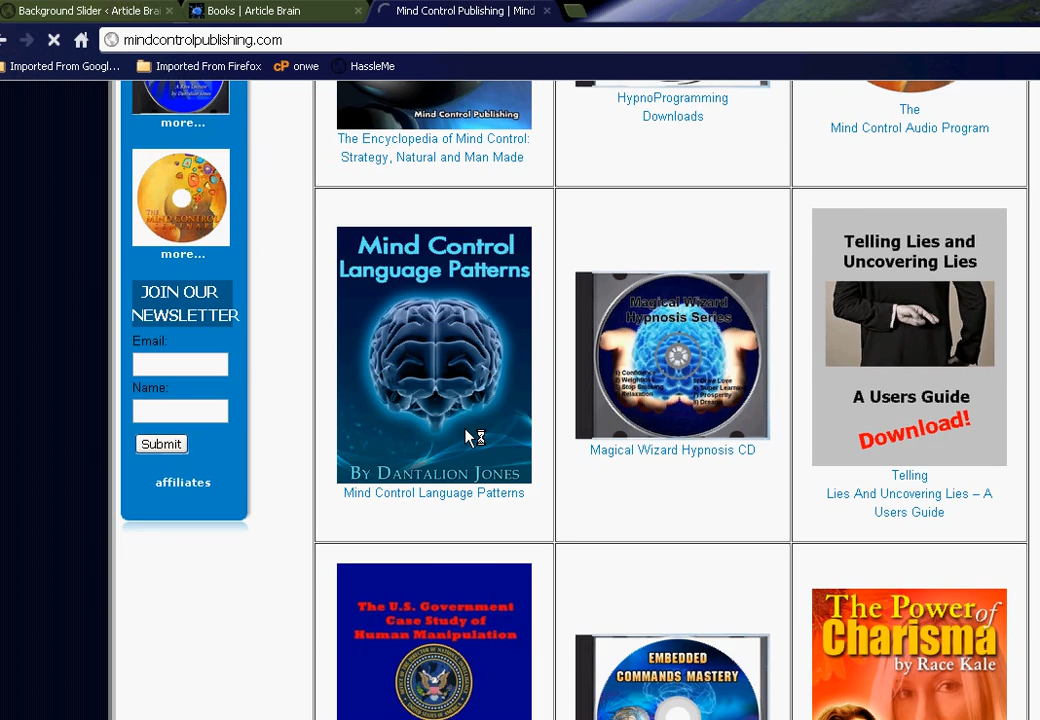 Background Slider ‹ Article Brai
Books | Article Brain
Mind Control Publishing | Mind
mindcontrolpublishing.com
Imported From Googl...
Imported From Firefox
cP onwe
HassleMe
by Dantalion Jones
more...
more...
JOIN OUR
NEWSLETTER
Email:
Name:
Submit
affiliates
Mind Control Publishing
The Encyclopedia of Mind Control:
Strategy, Natural and Man Made
HypnoProgramming
Downloads
The
Mind Control Audio Program
Mind Control
Language Patterns
By Dantalion Jones
Mind Control Language Patterns
Magical Wizard
Hypnosis Series
Magical Wizard Hypnosis CD
Telling Lies and
Uncovering Lies
A Users Guide
Download!
Telling
Lies And Uncovering Lies – A
Users Guide
The U.S. Government
Case Study of
Human Manipulation
EMBEDDED
COMMANDS MASTERY
The Power of
Charisma
by Race Kale